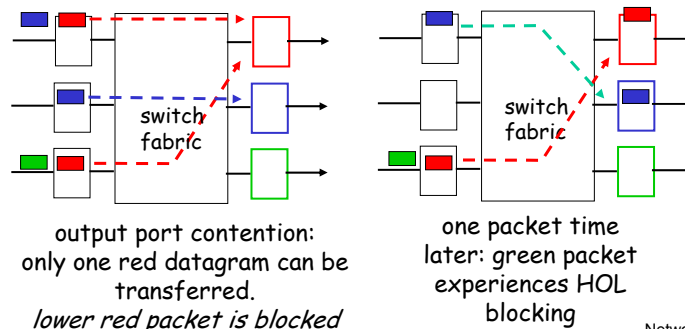 switch
fabric
output port contention:
only one red datagram can be
transferred.
lower red packet is blocked
switch
fabric
one packet time
later: green packet
experiences HOL
blocking